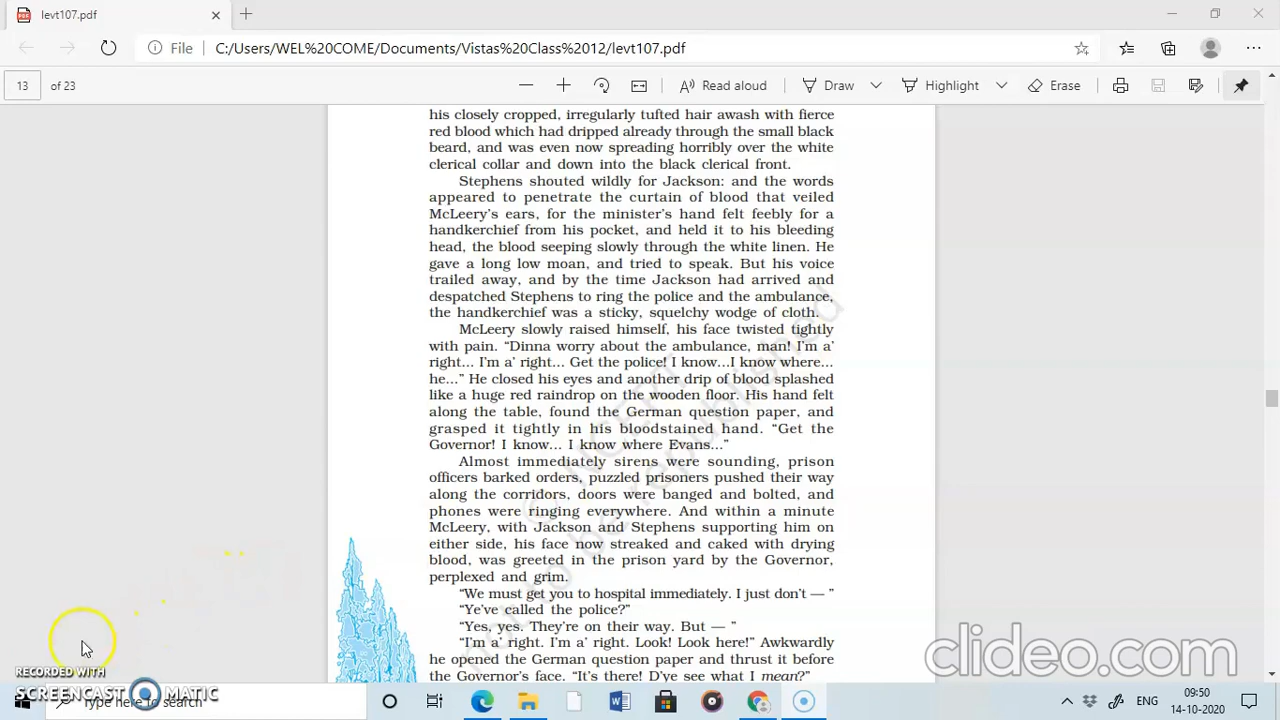 levt107.pdf
File C:/Users/WEL%20COME/Documents/Vistas%20Class%2012/levt107.pdf
13 of 23 Read aloud Draw Highlight Erase
his closely cropped, irregularly tufted hair awash with fierce
red blood which had dripped already through the small black
beard, and was even now spreading horribly over the white
clerical collar and down into the black clerical front.
Stephens shouted wildly for Jackson: and the words
appeared to penetrate the curtain of blood that veiled
McLeery's ears, for the minister's hand felt feebly for a
handkerchief from his pocket, and held it to his bleeding
head, the blood seeping slowly through the white linen. He
gave a long low moan, and tried to speak. But his voice
trailed away, and by the time Jackson had arrived and
despatched Stephens to ring the police and the ambulance,
the handkerchief was a sticky, squelchy wodge of cloth.
McLeery slowly raised himself, his face twisted tightly
with pain. “Dinna worry about the ambulance, man! I'm a'
right... I'm a' right... Get the police! I know...I know where...
he...” He closed his eyes and another drip of blood splashed
like a huge red raindrop on the wooden floor. His hand felt
along the table, found the German question paper, and
grasped it tightly in his bloodstained hand. “Get the
Governor! I know... I know where Evans...”
Almost immediately sirens were sounding, prison
officers barked orders, puzzled prisoners pushed their way
along the corridors, doors were banged and bolted, and
phones were ringing everywhere. And within a minute
McLeery, with Jackson and Stephens supporting him on
either side, his face now streaked and caked with drying
blood, was greeted in the prison yard by the Governor,
perplexed and grim.
“We must get you to hospital immediately. I just don't — ”
“Ye've called the police?”
“Yes, yes. They're on their way. But — ”
“I'm a' right. I'm a' right. Look! Look here!” Awkwardly
he opened the German question paper and thrust it before
the Governor's face. “It's there! D'ye see what I mean?”
© NCERT
not to be republished
clideo.com
RECORDED WITH
SCREENCAST MATIC
Type here to search
ENG
09:50
14-10-2020